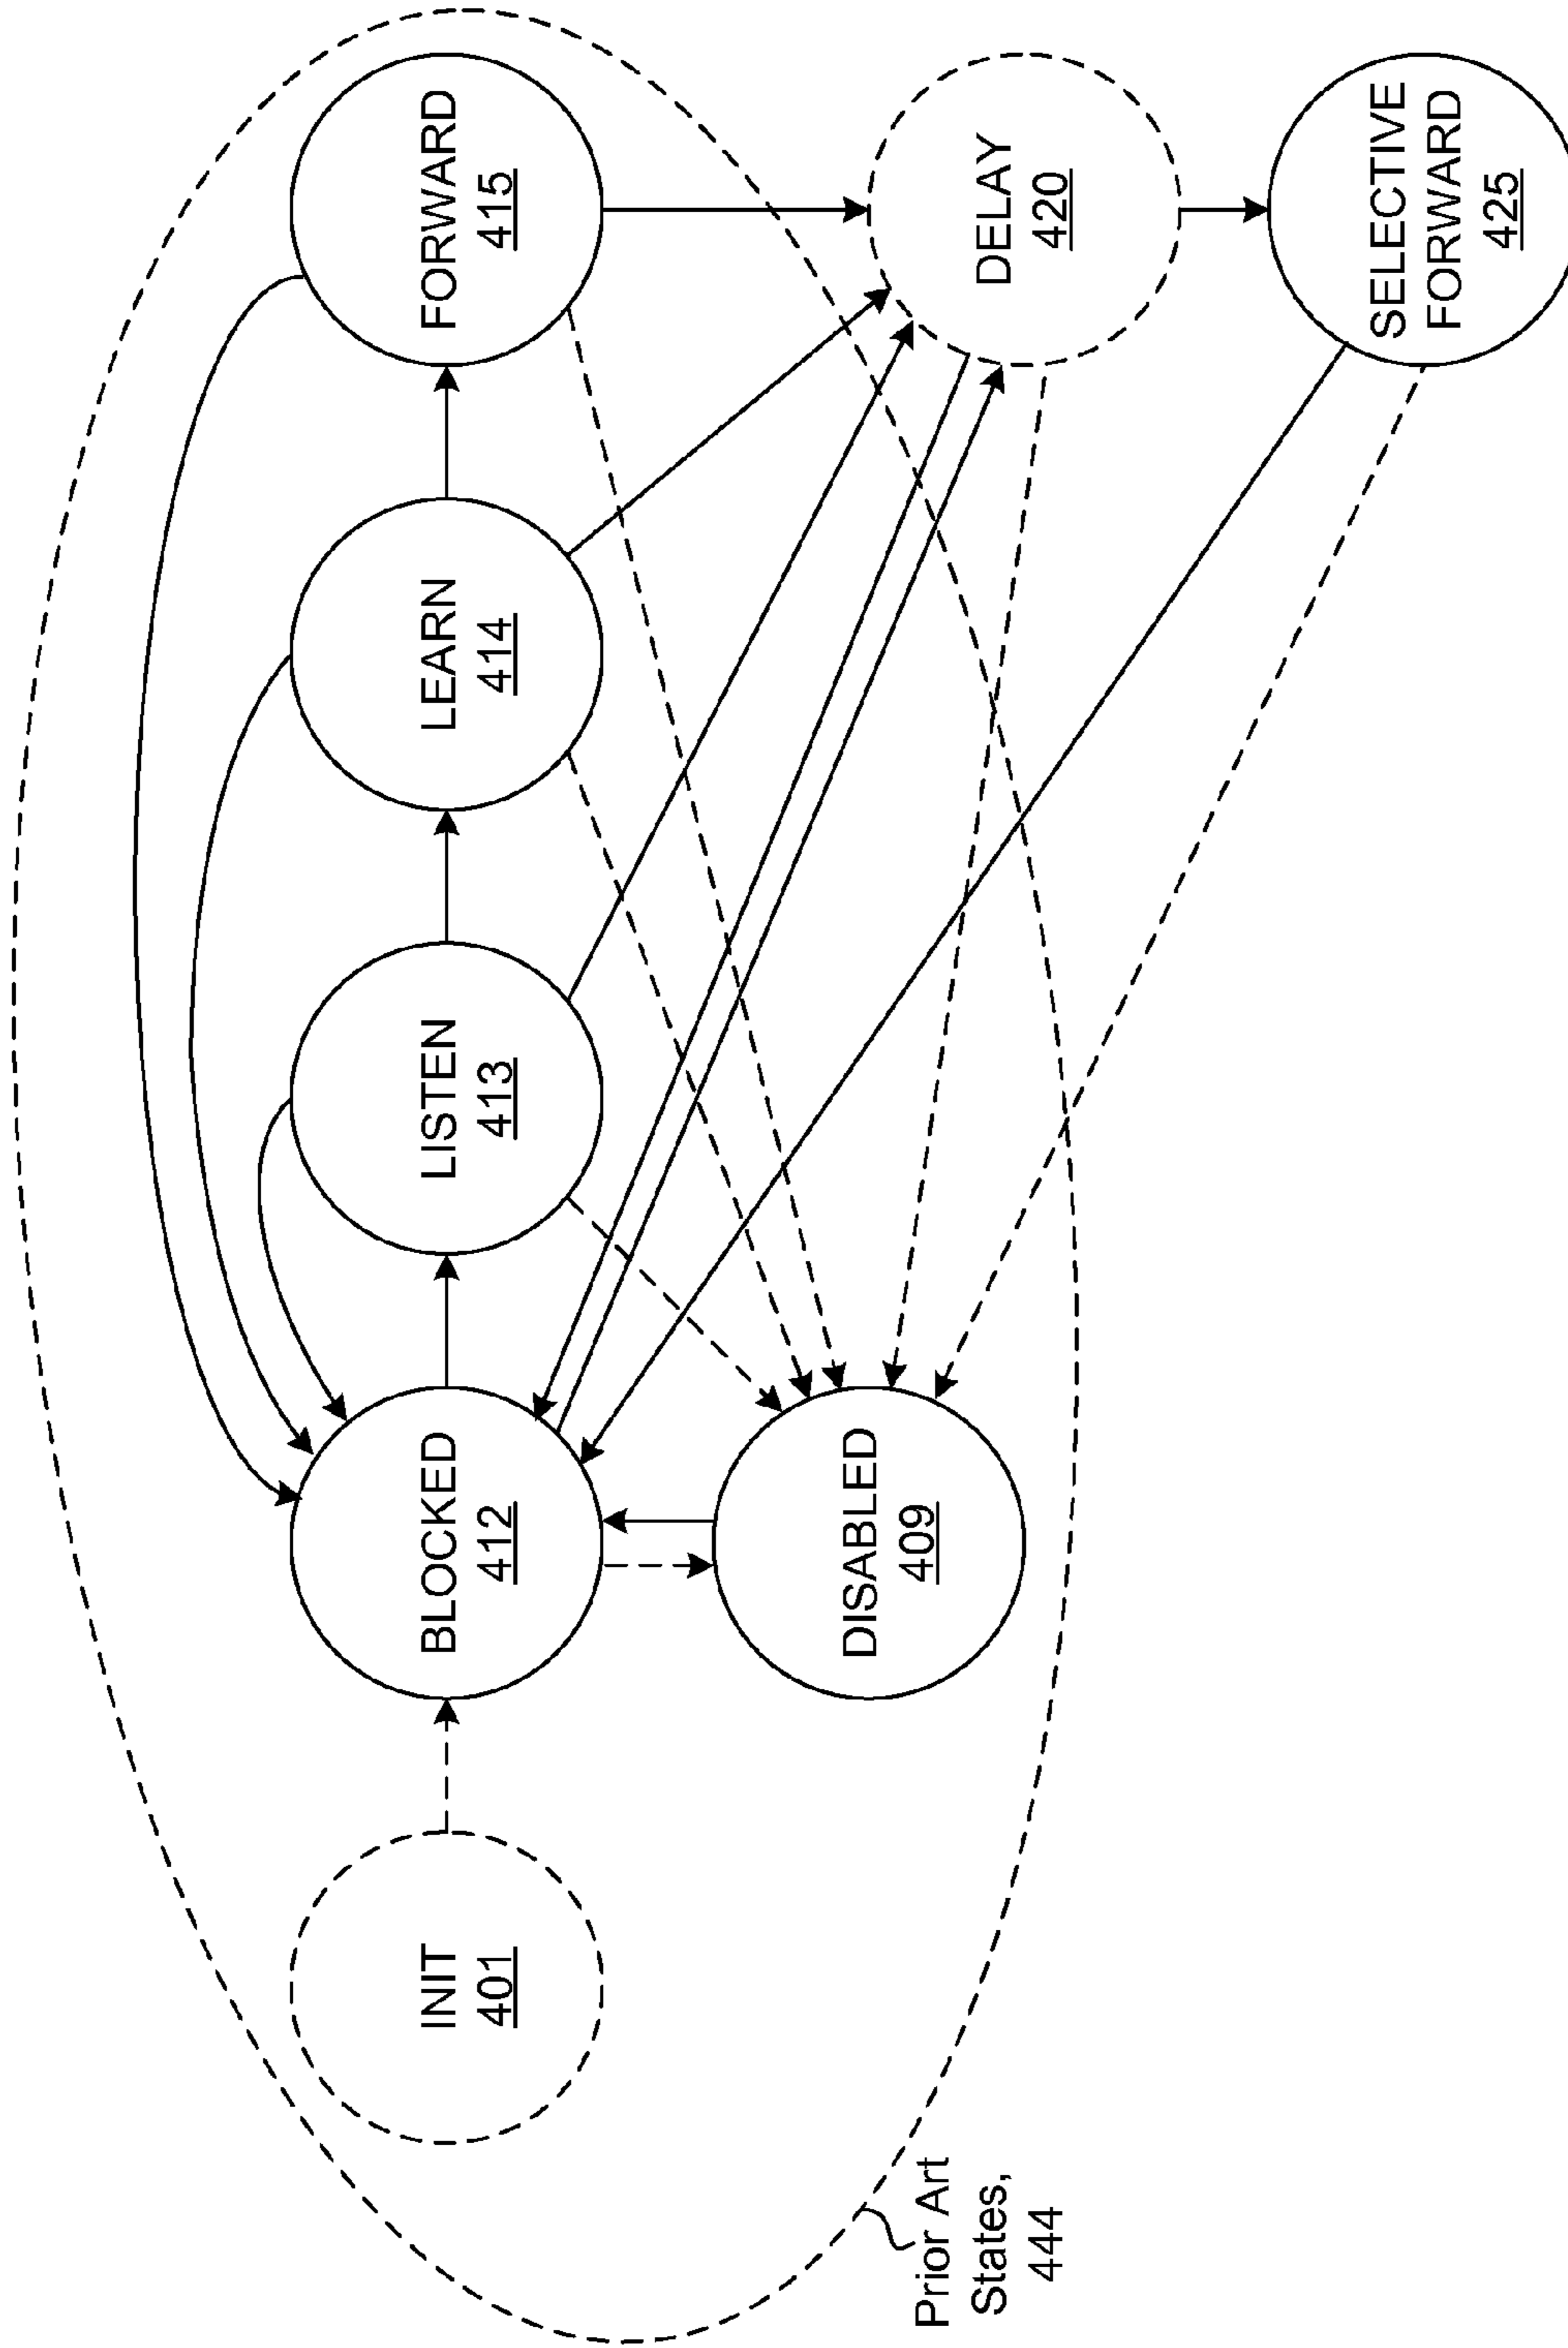 INIT
401
BLOCKED
412
LISTEN
413
LEARN
414
FORWARD
415
DISABLED
409
DELAY
420
SELECTIVE
FORWARD
425
Prior Art
States,
444